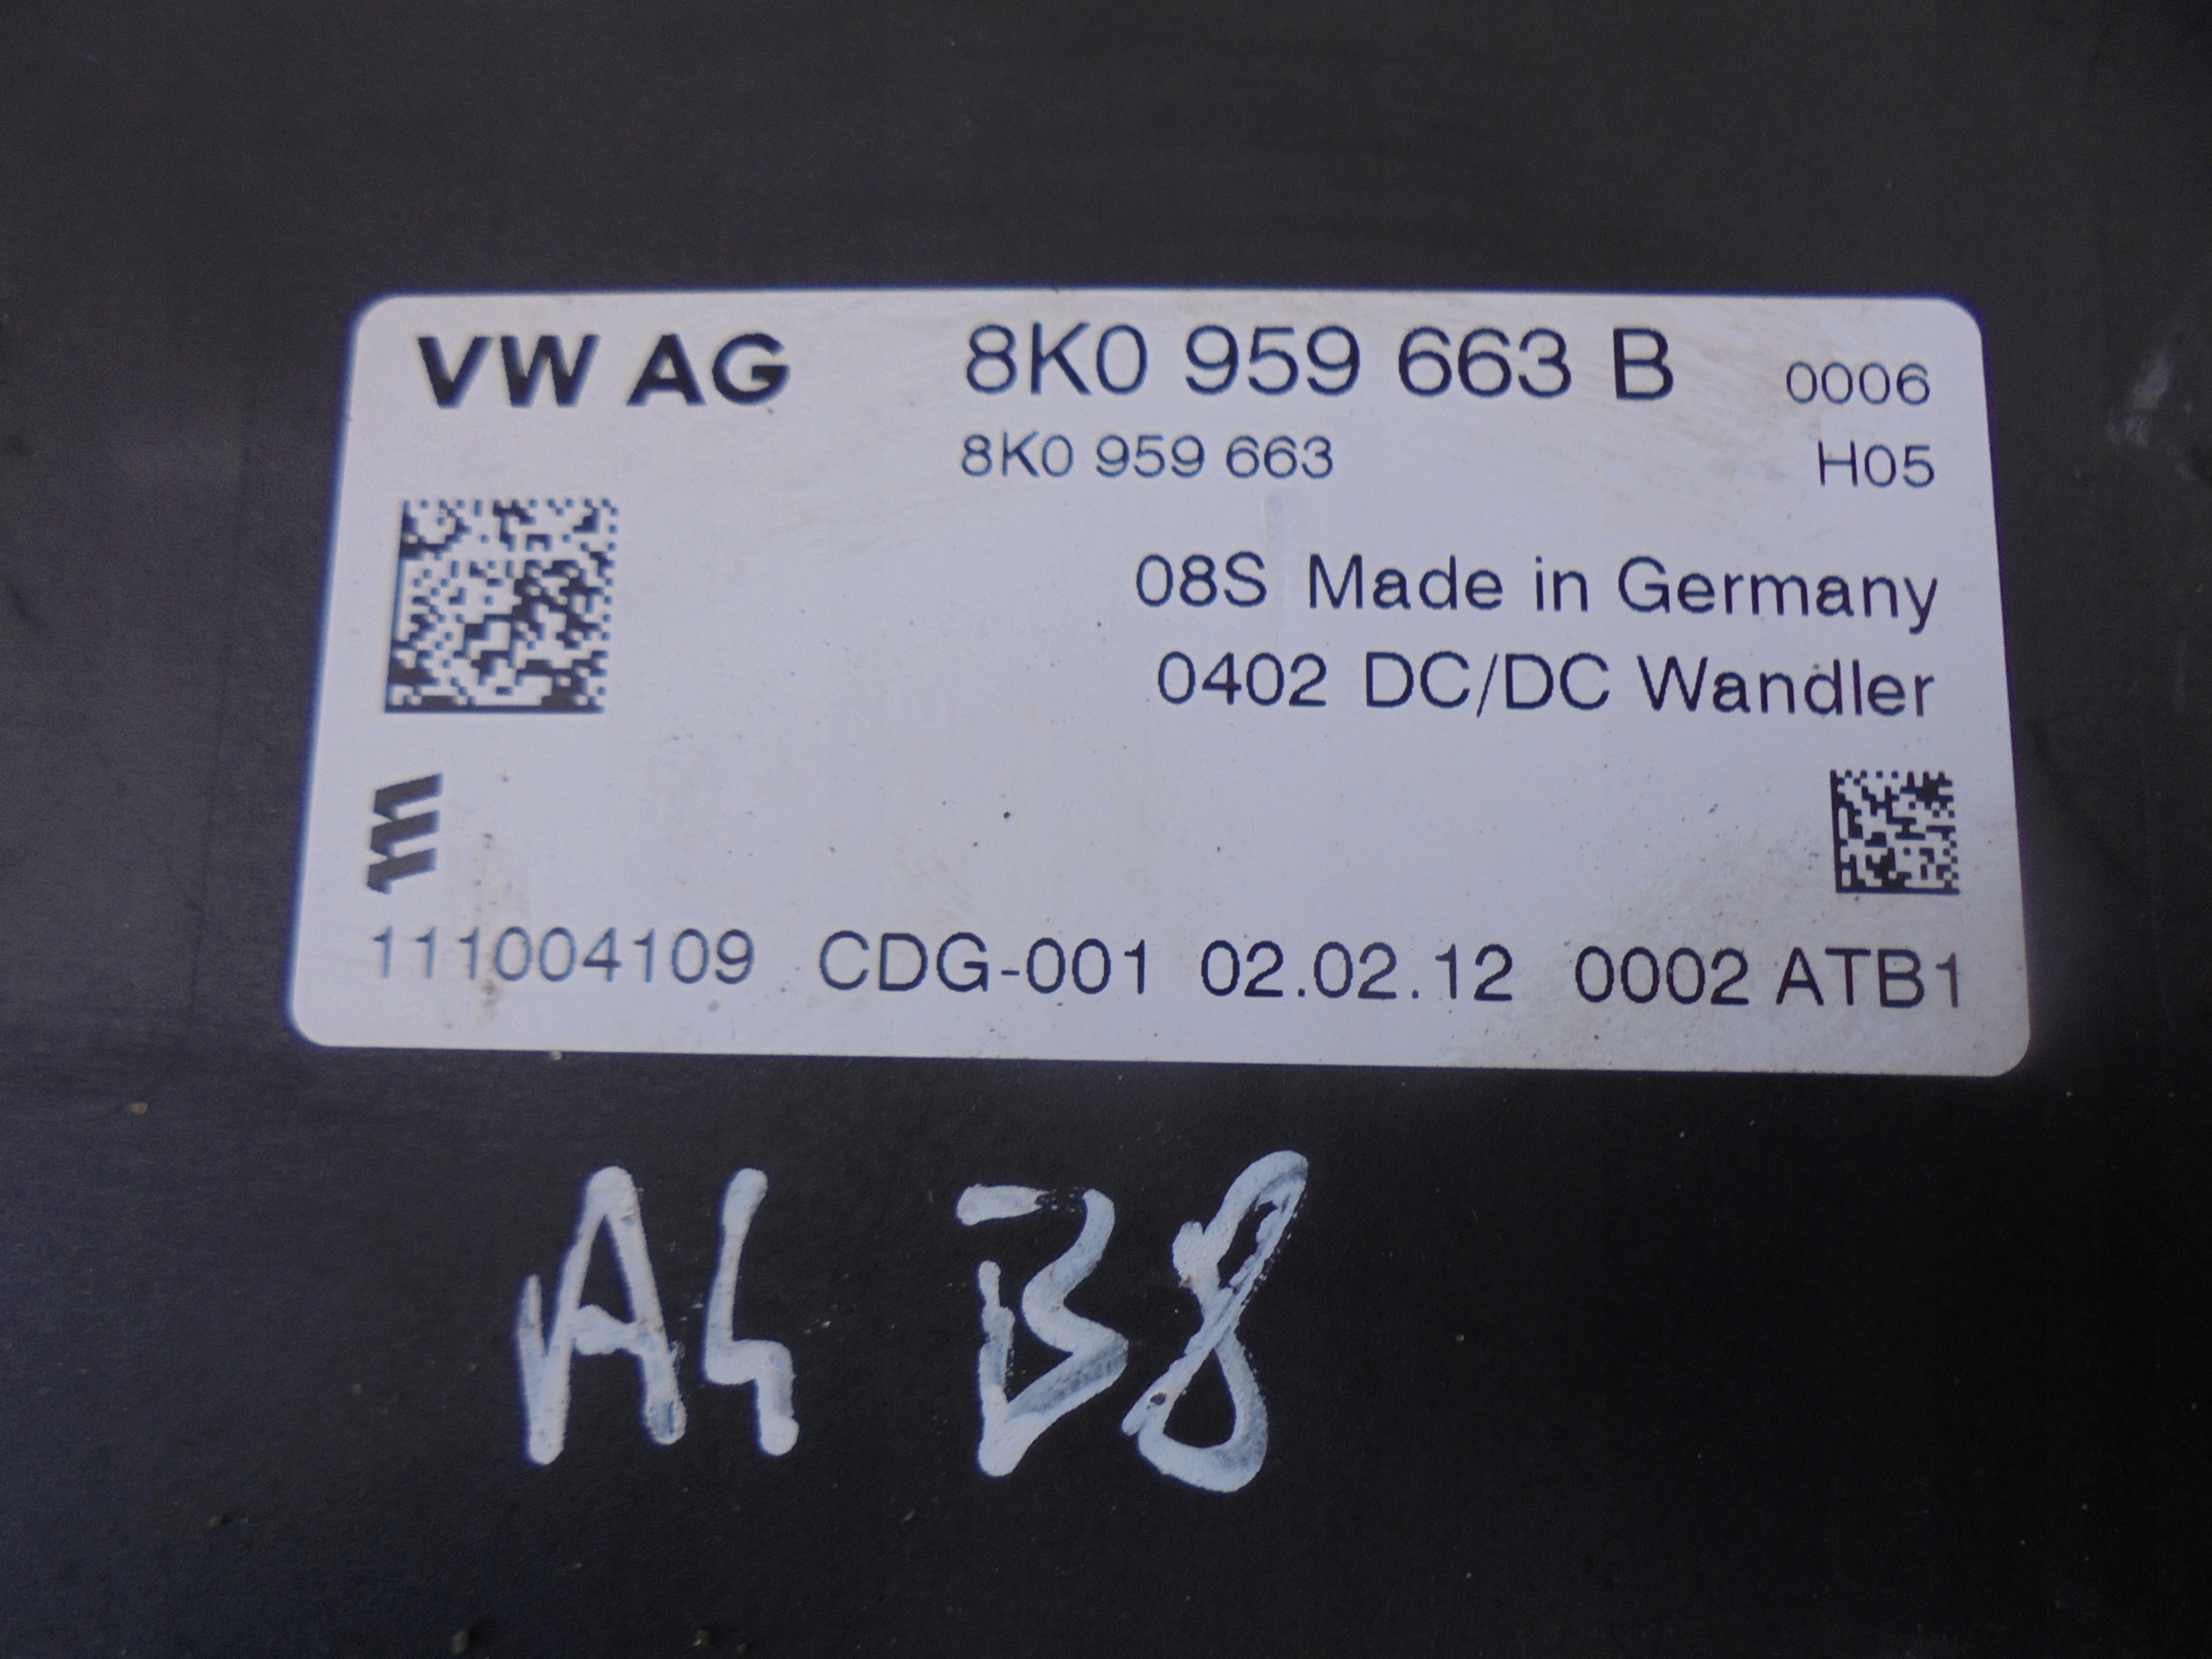 VW AG 8K0 959 663 B 0006
8K0 959 663 H05
08S Made in Germany
0402 DC/DC Wandler
111004109 CDG-001 02.02.12 0002 ATB1
A4 B8